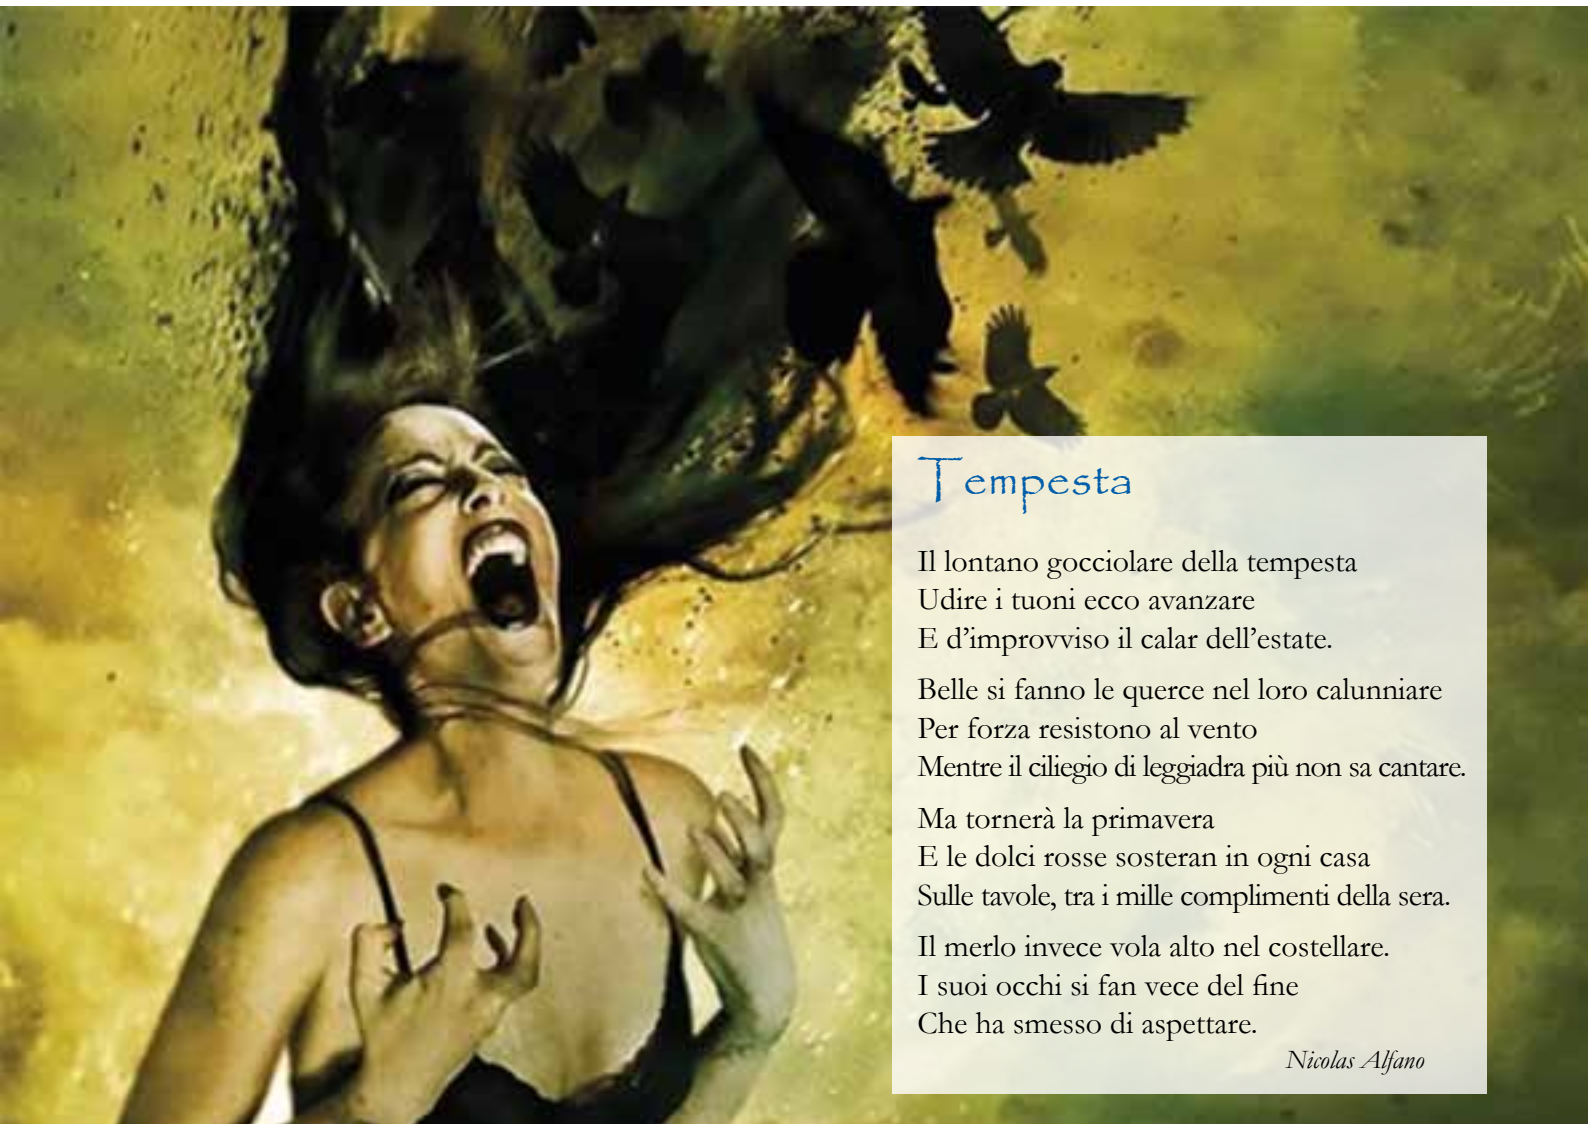 Tempesta
Il lontano gocciolare della tempesta
Udire i tuoni ecco avanzare
E d’improvviso il calar dell’estate.
Belle si fanno le querce nel loro calunniare
Per forza resistono al vento
Mentre il ciliegio di leggiadra più non sa cantare.
Ma tornerà la primavera
E le dolci rosse sosteran in ogni casa
Sulle tavole, tra i mille complimenti della sera.
Il merlo invece vola alto nel costellare.
I suoi occhi si fan vece del fine
Che ha smesso di aspettare.
Nicolas Alfano